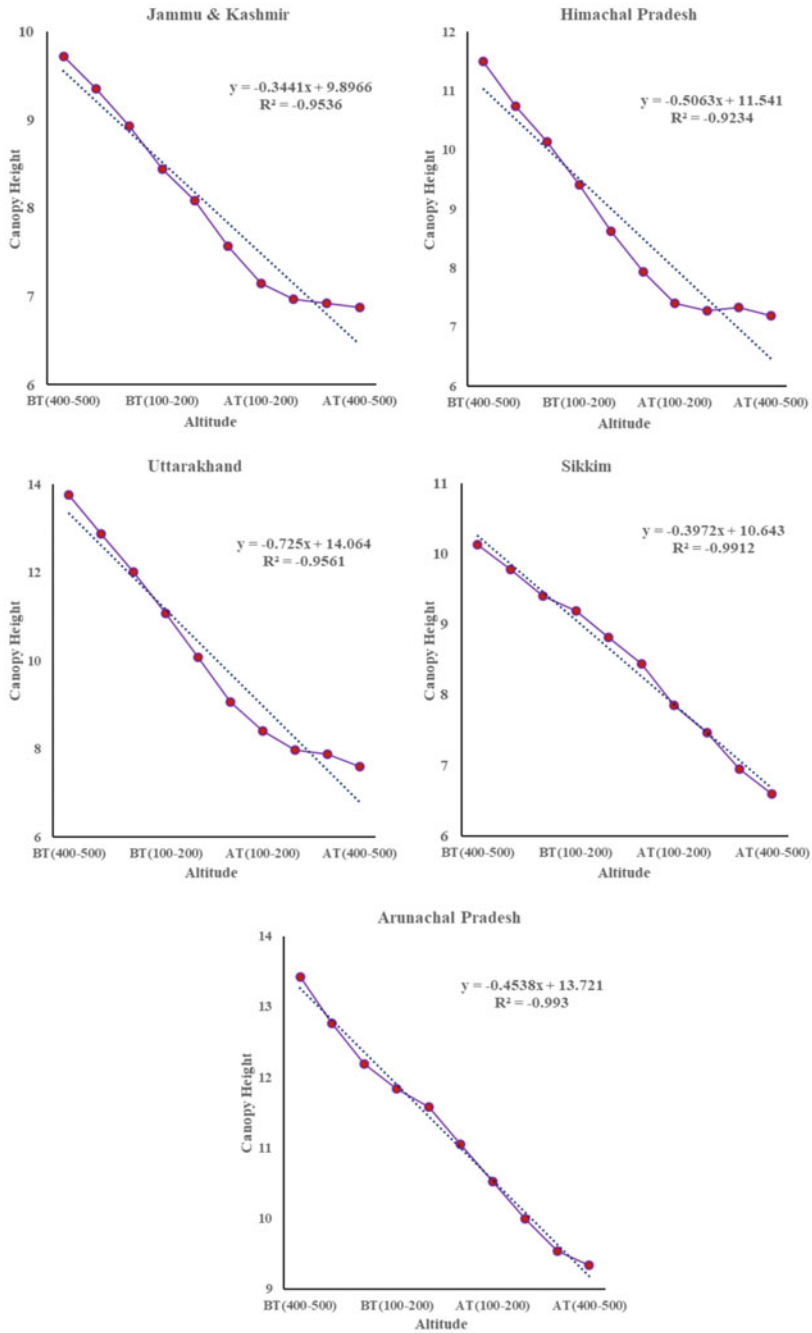 Jammu & Kashmir
10
9
8
7
6
Canopy Height
y = -0.3441x + 9.8966
R² = -0.9536
BT(400-500)
BT(100-200)
AT(100-200)
AT(400-500)
Altitude
Himachal Pradesh
12
11
10
9
8
7
6
Canopy Height
y = -0.5063x + 11.541
R² = -0.9234
BT(400-500)
BT(100-200)
AT(100-200)
AT(400-500)
Altitude
Uttarakhand
14
12
10
8
6
Canopy Height
y = -0.725x + 14.064
R² = -0.9561
BT(400-500)
BT(100-200)
AT(100-200)
AT(400-500)
Altitude
Sikkim
11
10
9
8
7
6
Canopy Height
y = -0.3972x + 10.643
R² = -0.9912
BT(400-500)
BT(100-200)
AT(100-200)
AT(400-500)
Altitude
Arunachal Pradesh
14
13
12
11
10
9
Canopy Height
y = -0.4538x + 13.721
R² = -0.993
BT(400-500)
BT(100-200)
AT(100-200)
AT(400-500)
Altitude